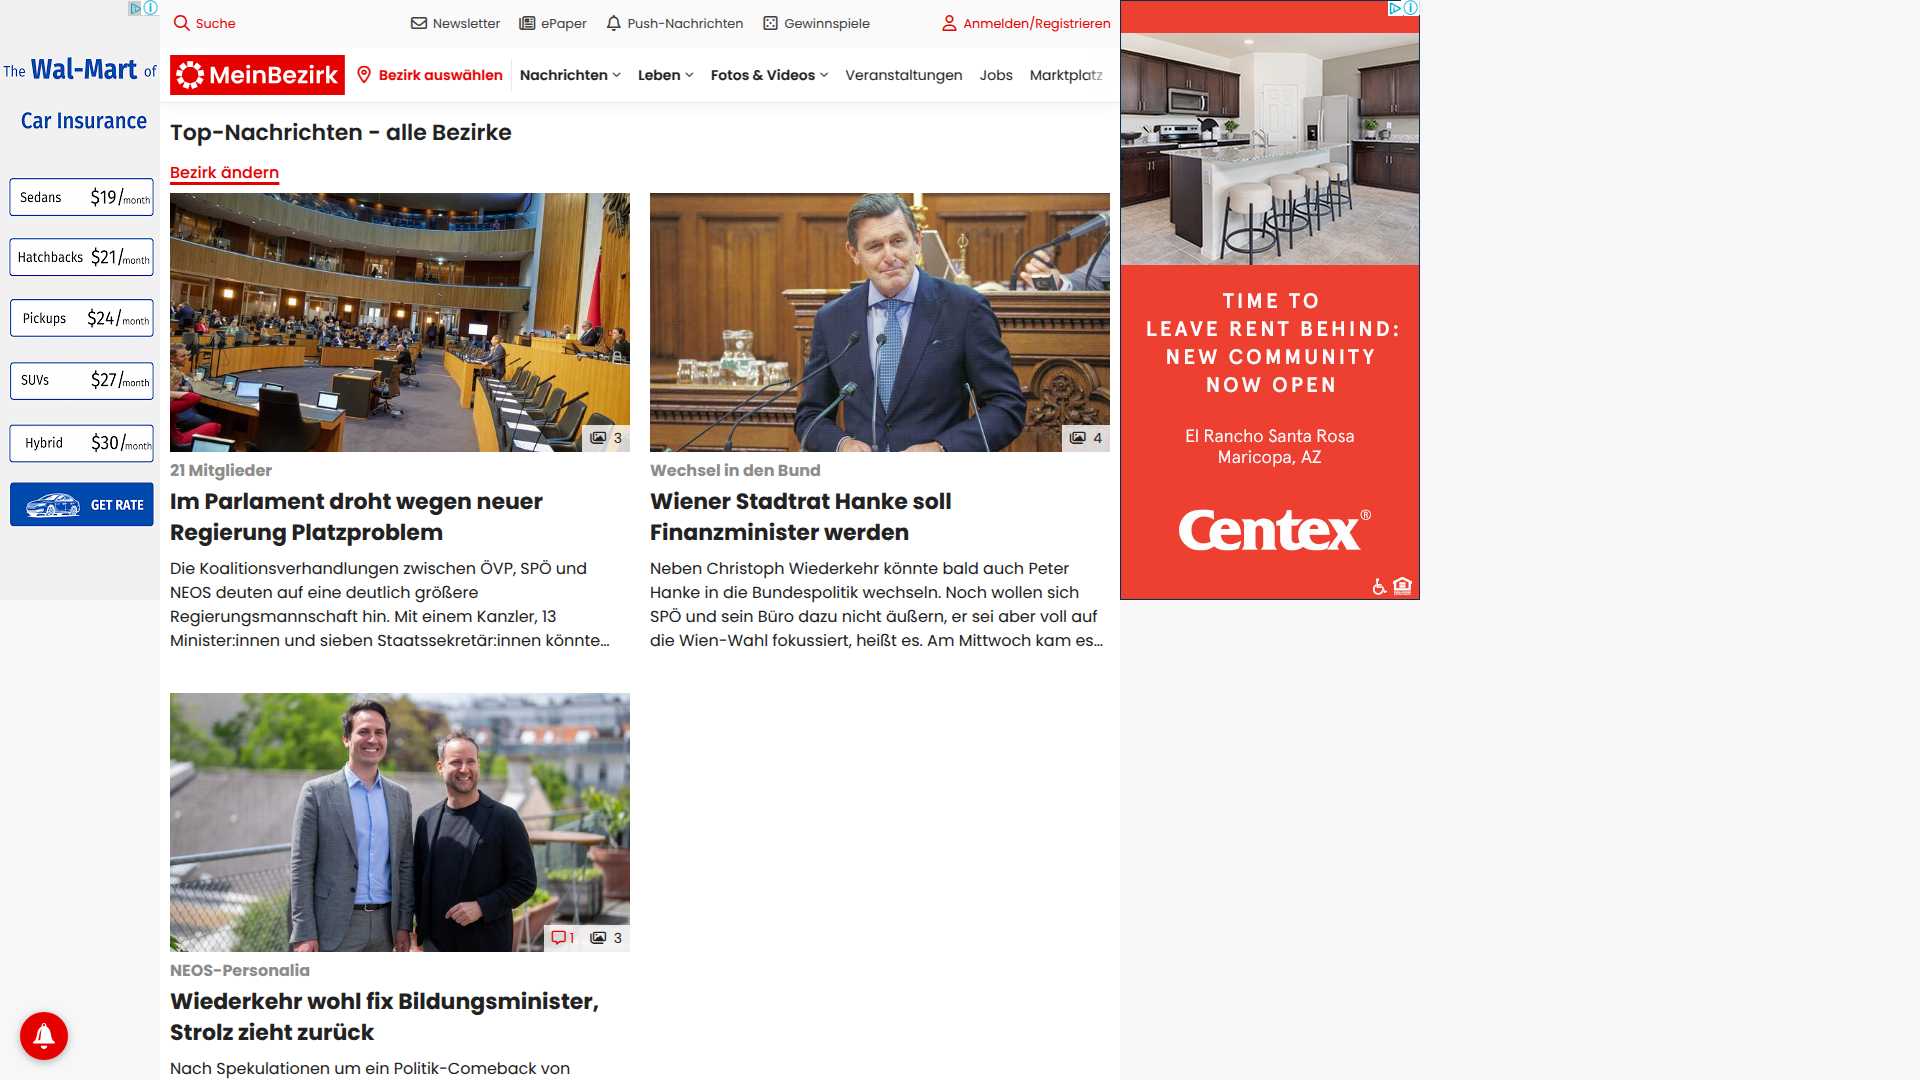 Suche
Newsletter
ePaper
Push-Nachrichten
Gewinnspiele
Anmelden/Registrieren
MeinBezirk
Bezirk auswählen
Nachrichten
Leben
Fotos & Videos
Veranstaltungen
Jobs
Marktplatz
Top-Nachrichten - alle Bezirke
Bezirk ändern
3
21 Mitglieder
Im Parlament droht wegen neuer
Regierung Platzproblem
Die Koalitionsverhandlungen zwischen ÖVP, SPÖ und
NEOS deuten auf eine deutlich größere
Regierungsmannschaft hin. Mit einem Kanzler, 13
Minister:innen und sieben Staatssekretär:innen könnte...
4
Wechsel in den Bund
Wiener Stadtrat Hanke soll
Finanzminister werden
Neben Christoph Wiederkehr könnte bald auch Peter
Hanke in die Bundespolitik wechseln. Noch wollen sich
SPÖ und sein Büro dazu nicht äußern, er sei aber voll auf
die Wien-Wahl fokussiert, heißt es. Am Mittwoch kam es...
1
3
NEOS-Personalia
Wiederkehr wohl fix Bildungsminister,
Strolz zieht zurück
Nach Spekulationen um ein Politik-Comeback von
The Wal-Mart of
Car Insurance
Sedans $19/month
Hatchbacks $21/month
Pickups $24/month
SUVs $27/month
Hybrid $30/month
GET RATE
TIME TO
LEAVE RENT BEHIND:
NEW COMMUNITY
NOW OPEN
El Rancho Santa Rosa
Maricopa, AZ
Centex®